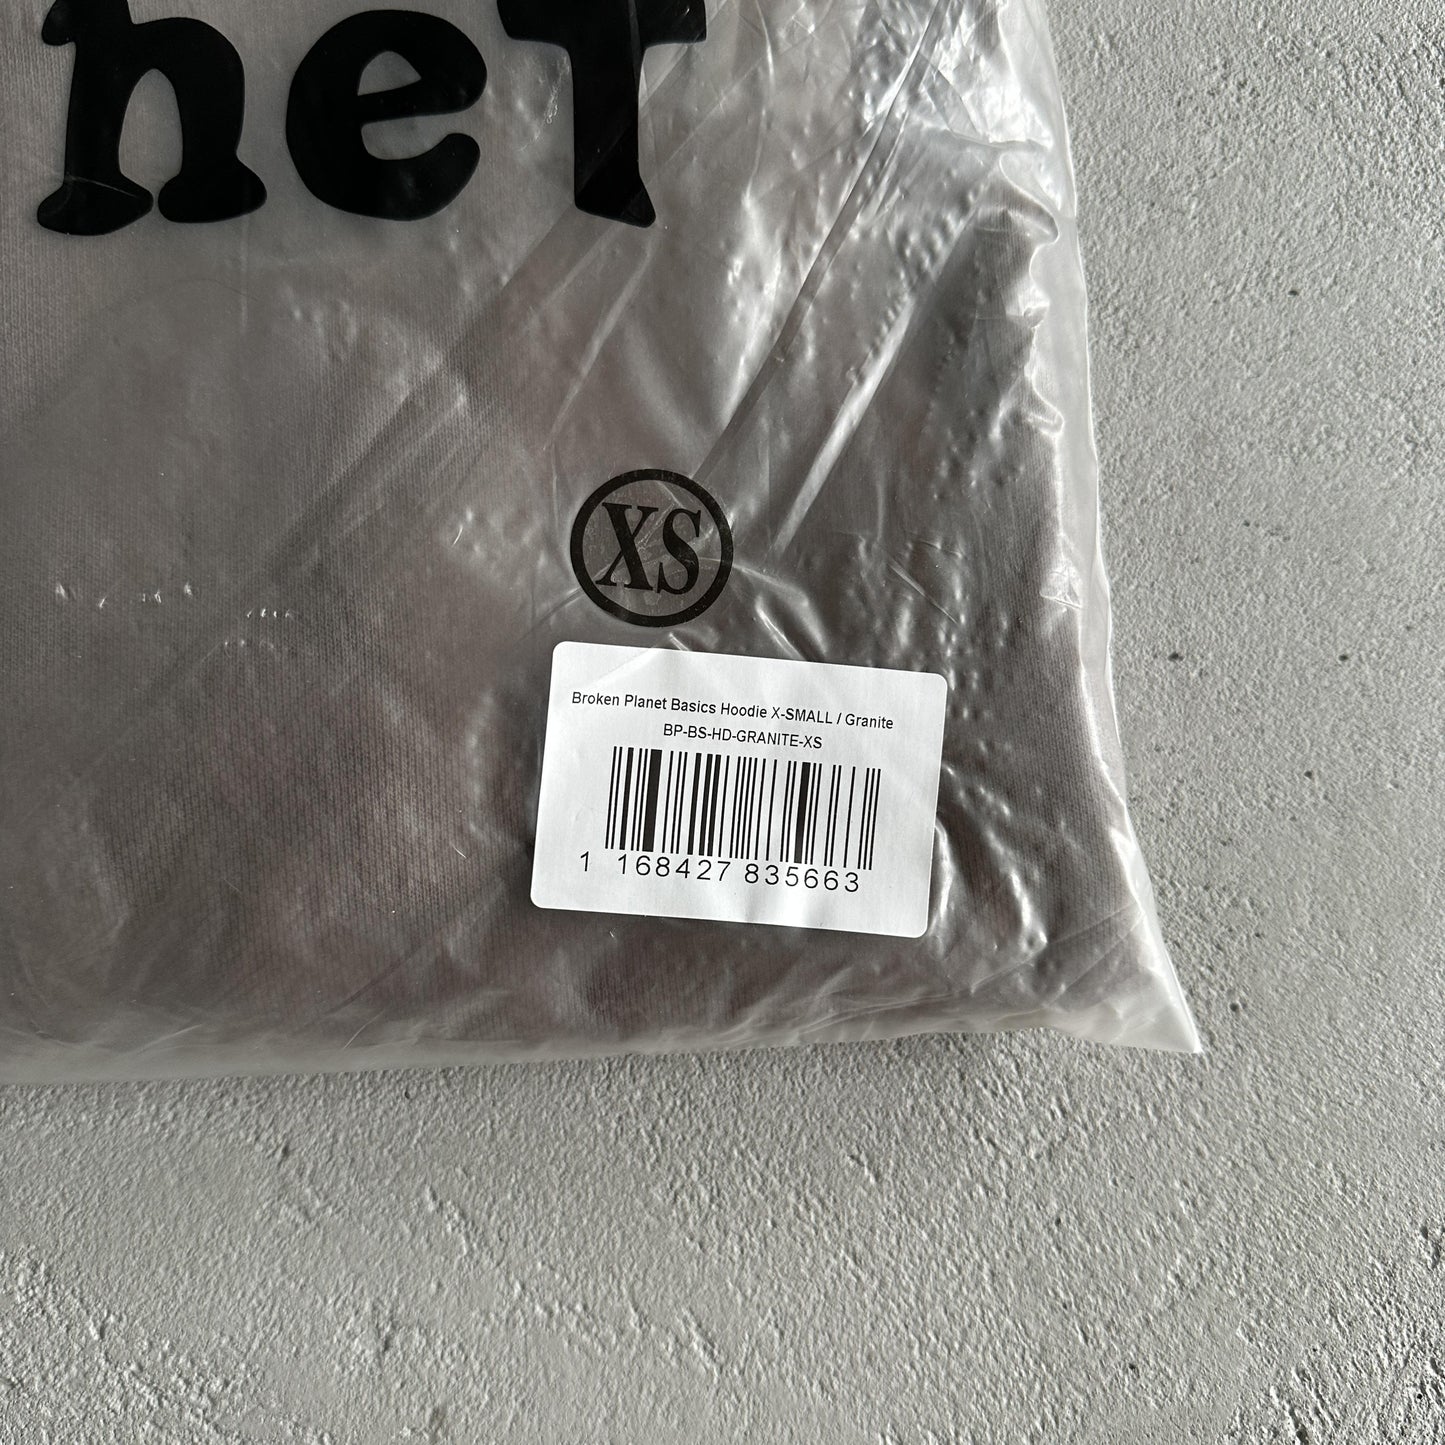 neT
XS
Broken Planet Basics Hoodie X-SMALL / Granite
BP-BS-HD-GRANITE-XS
1 168427 835663